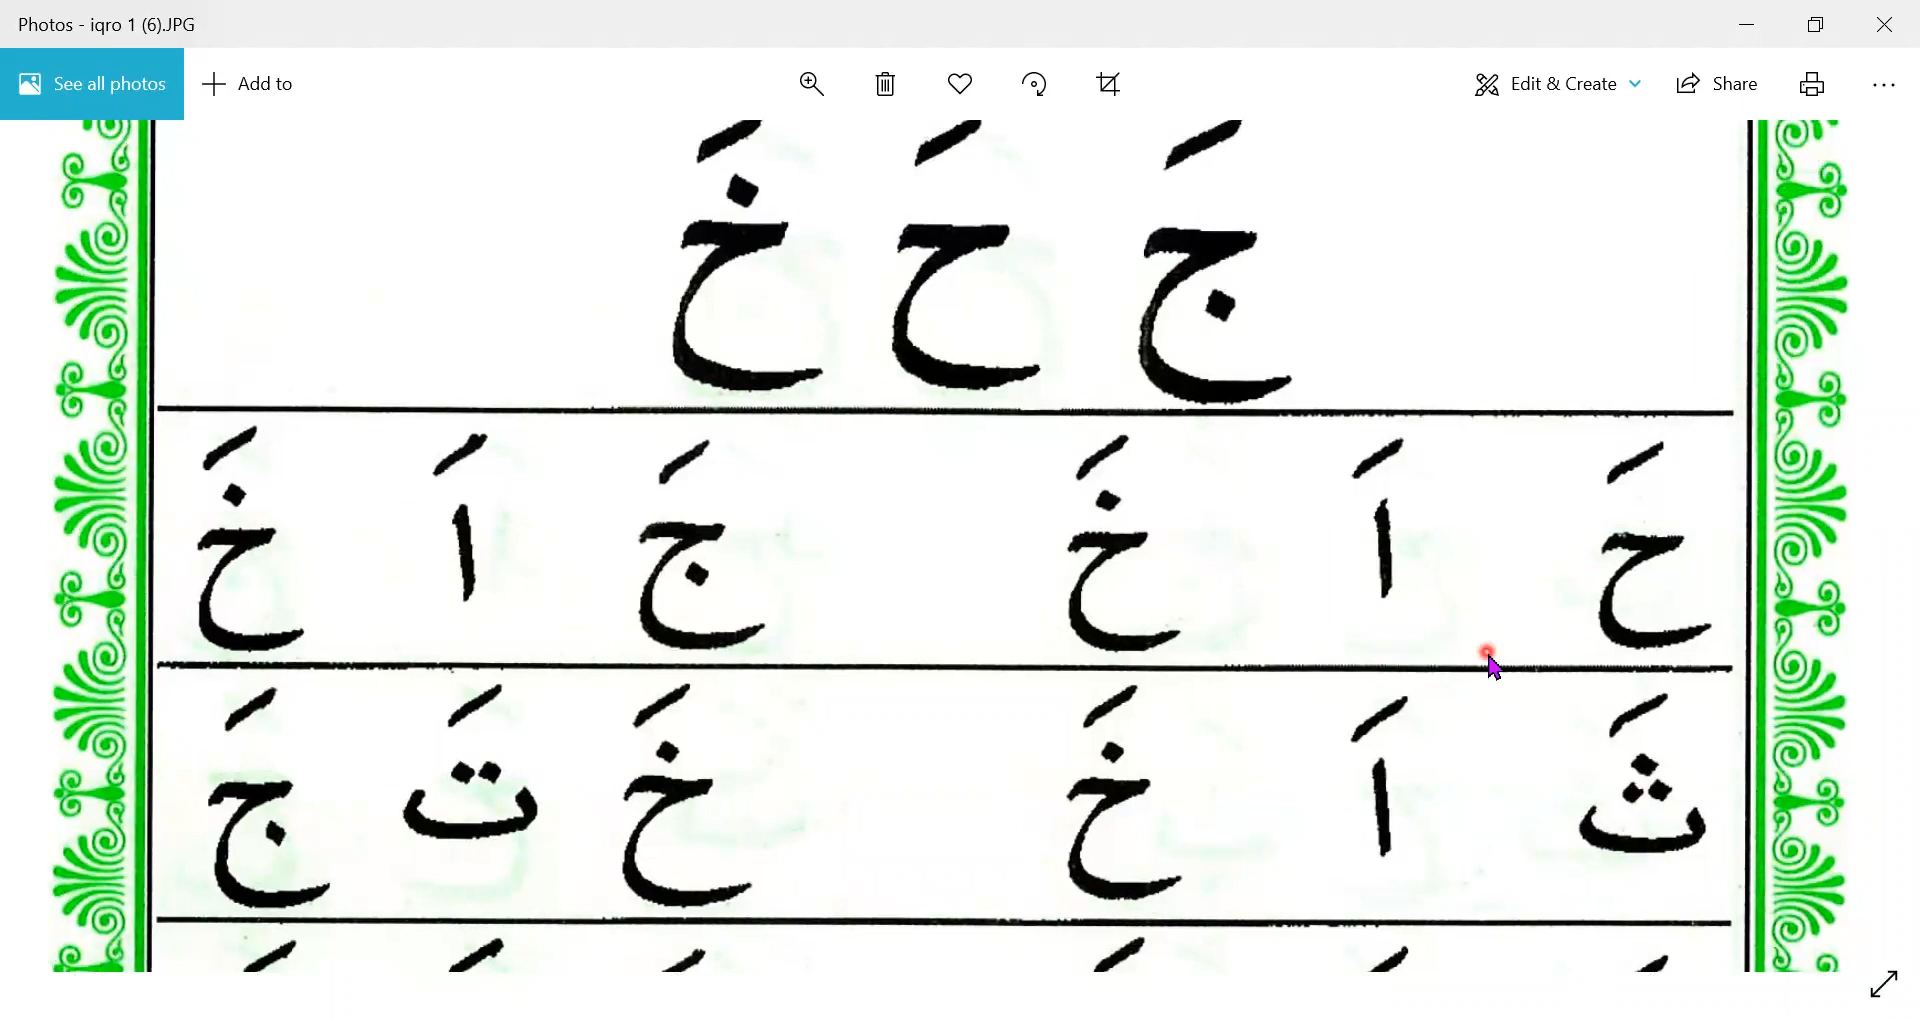 Photos - iqro 1 (6).JPG
See all photos
Add to
Edit & Create
Share
جَ حَ خَ
حَ اَ خَ جَ اَ خَ
ثَ اَ خَ خَ تَ جَ